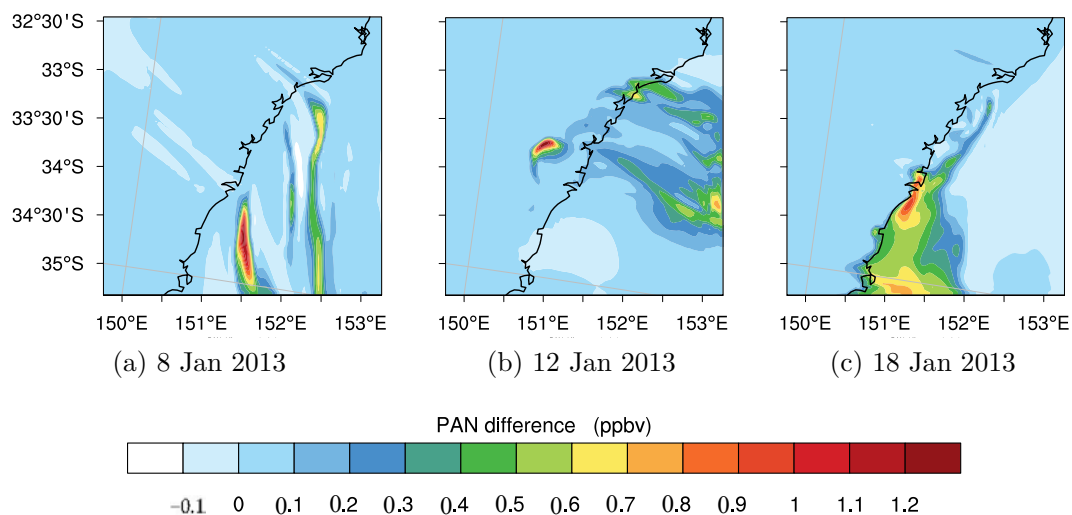 32°30'S
33°S
33°30'S
34°S
34°30'S
35°S
150°E 151°E 152°E 153°E
150°E 151°E 152°E 153°E
150°E 151°E 152°E 153°E
(a) 8 Jan 2013
(b) 12 Jan 2013
(c) 18 Jan 2013
PAN difference (ppbv)
−0.1 0 0.1 0.2 0.3 0.4 0.5 0.6 0.7 0.8 0.9 1 1.1 1.2